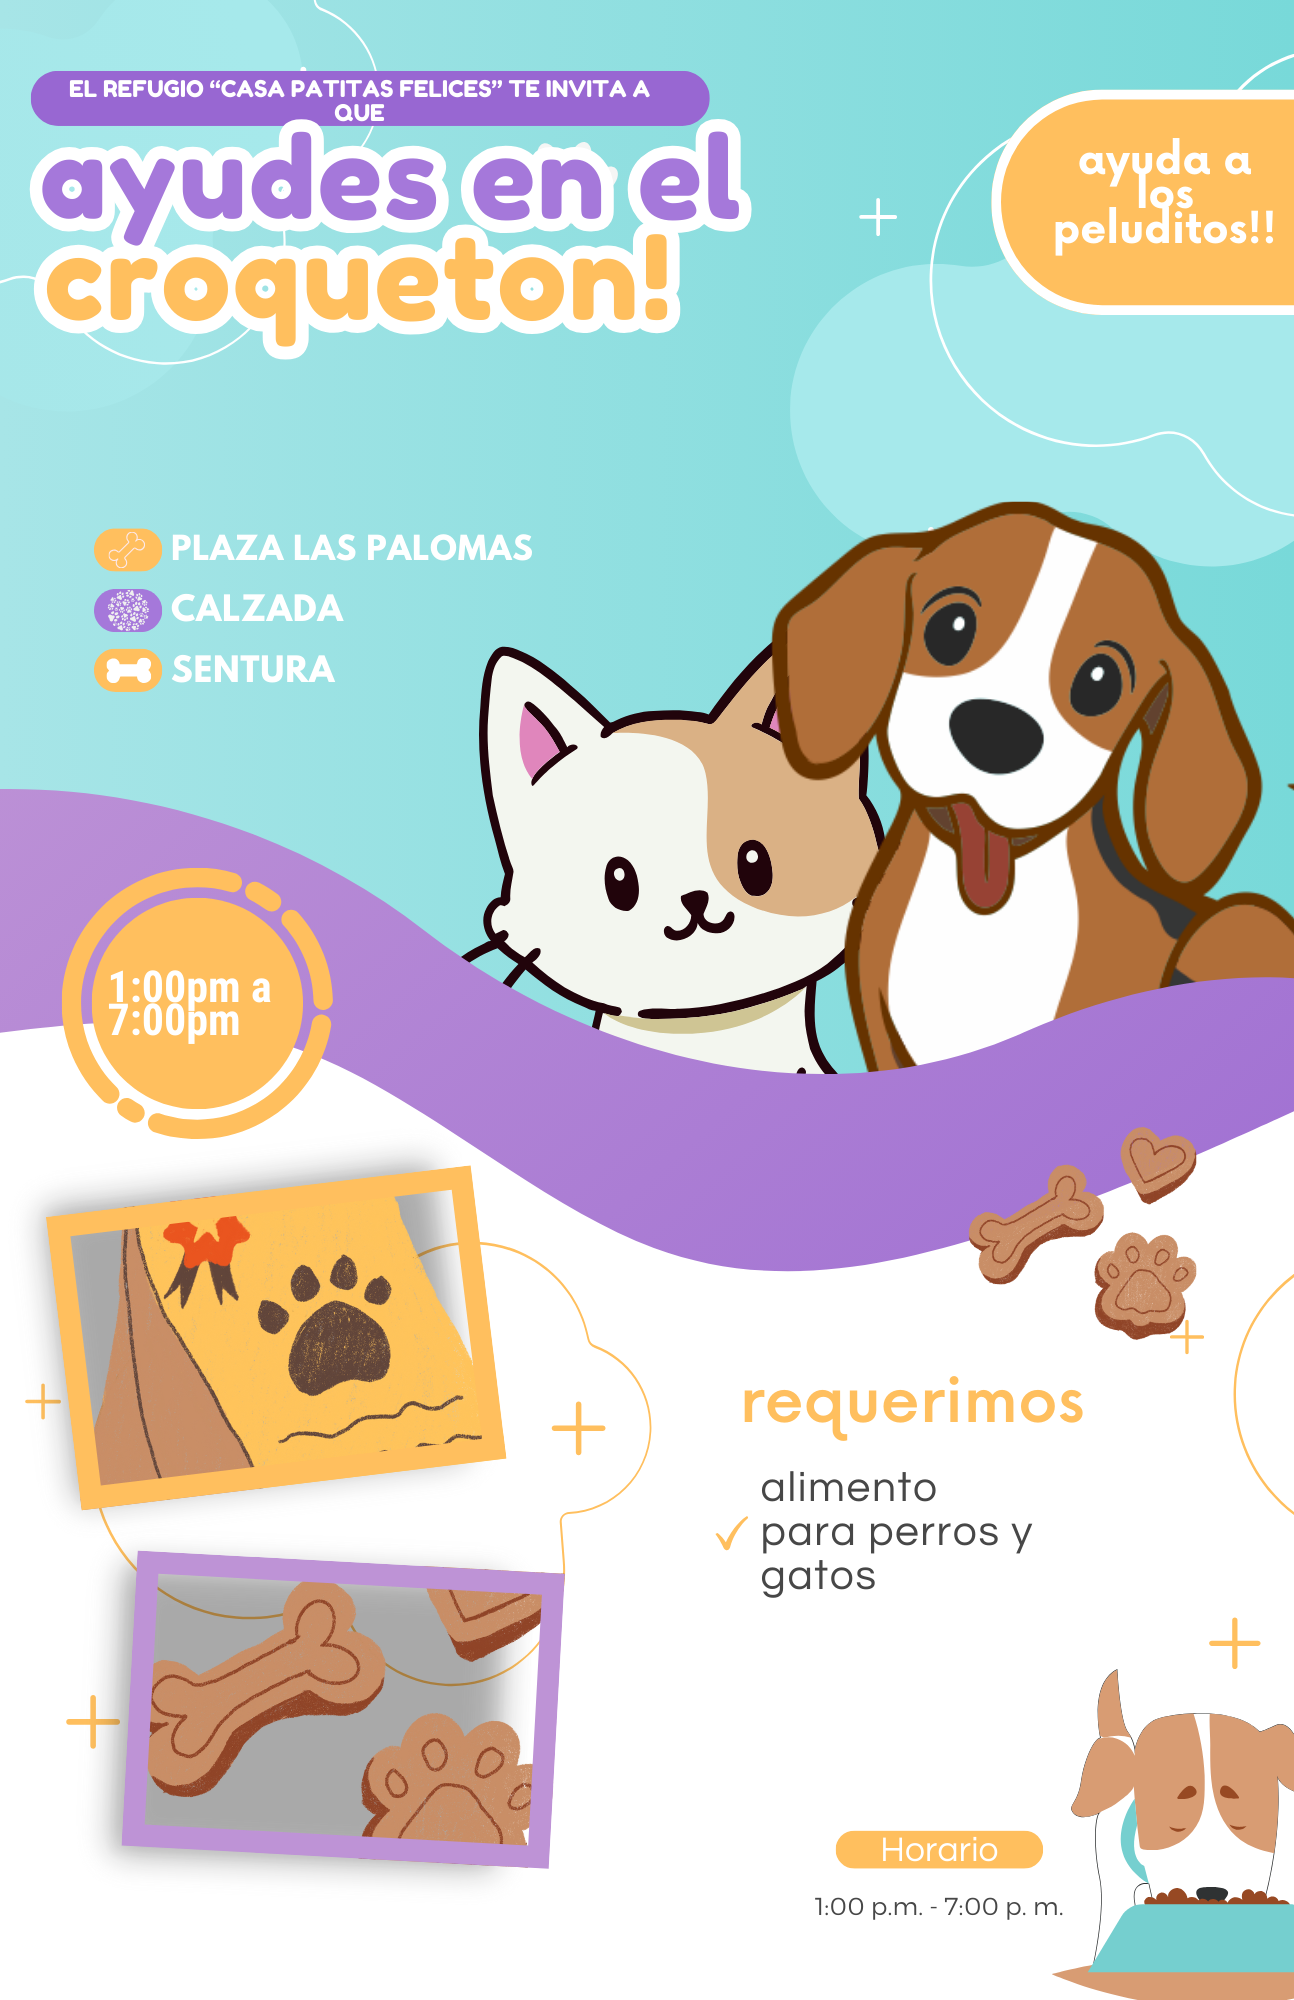 EL REFUGIO “CASA PATITAS FELICES” TE INVITA A
QUE
ayudes en el
croqueton!
ayuda a
los
peluditos!!
PLAZA LAS PALOMAS
CALZADA
SENTURA
1:00pm a
7:00pm
requerimos
alimento
para perros y
gatos
Horario
1:00 p.m. - 7:00 p. m.